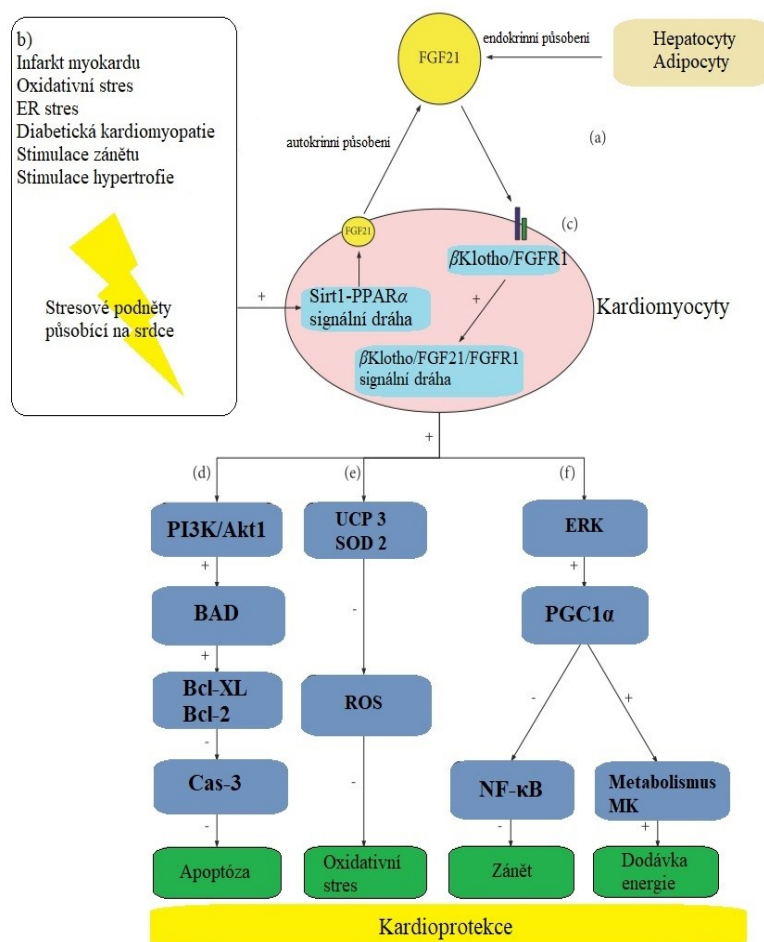 b)
Infarkt myokardu
Oxidativní stres
ER stres
Diabetická kardiomyopatie
Stimulace zánětu
Stimulace hypertrofie
Stresové podněty
působící na srdce
FGF21
endokrinní působení
Hepatocyty
Adipocyty
autokrinní působení
(a)
FGF21
(c)
βKlotho/FGFR1
+
+
Sirt1-PPARα
signální dráha
Kardiomyocyty
βKlotho/FGF21/FGFR1
signální dráha
+
(d)
(e)
(f)
PI3K/Akt1
UCP 3
SOD 2
ERK
+
-
+
BAD
PGC1α
+
-
+
Bcl-XL
Bcl-2
ROS
-
-
Cas-3
NF-κB
Metabolismus
MK
-
-
+
Apoptóza
Oxidativní
stres
Zánět
Dodávka
energie
Kardioprotekce